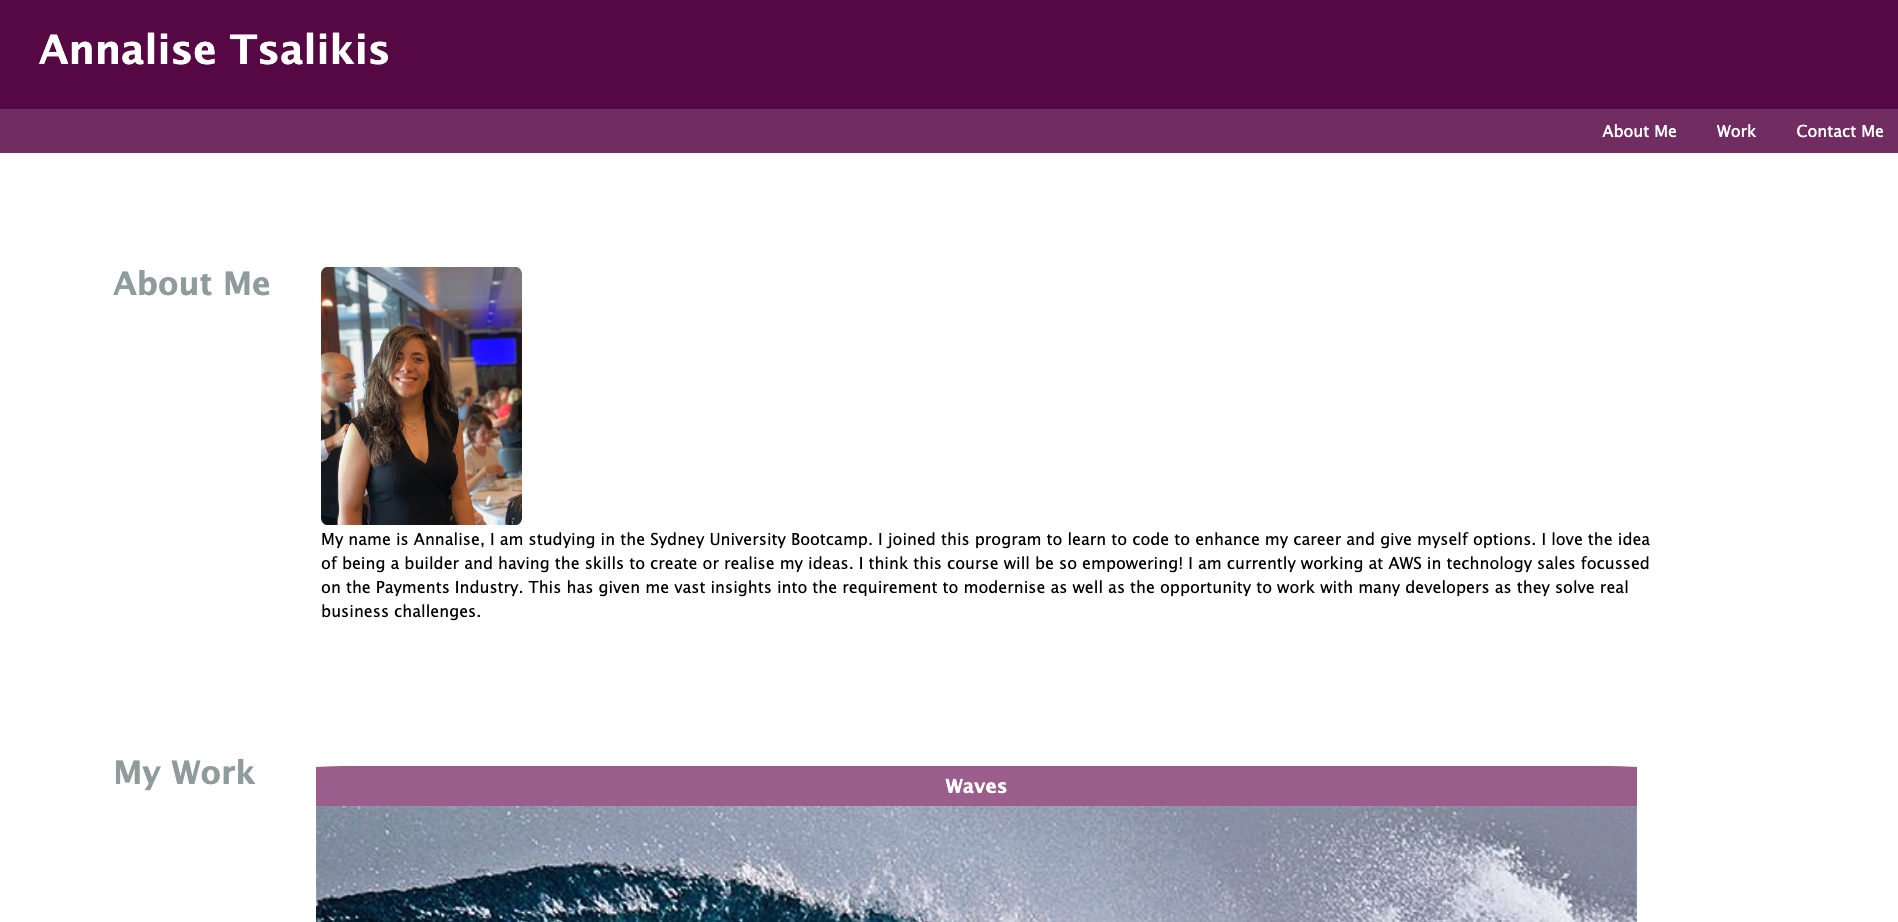 Annalise Tsalikis
About Me Work Contact Me
About Me
My name is Annalise, I am studying in the Sydney University Bootcamp. I joined this program to learn to code to enhance my career and give myself options. I love the idea
of being a builder and having the skills to create or realise my ideas. I think this course will be so empowering! I am currently working at AWS in technology sales focussed
on the Payments Industry. This has given me vast insights into the requirement to modernise as well as the opportunity to work with many developers as they solve real
business challenges.
My Work
Waves